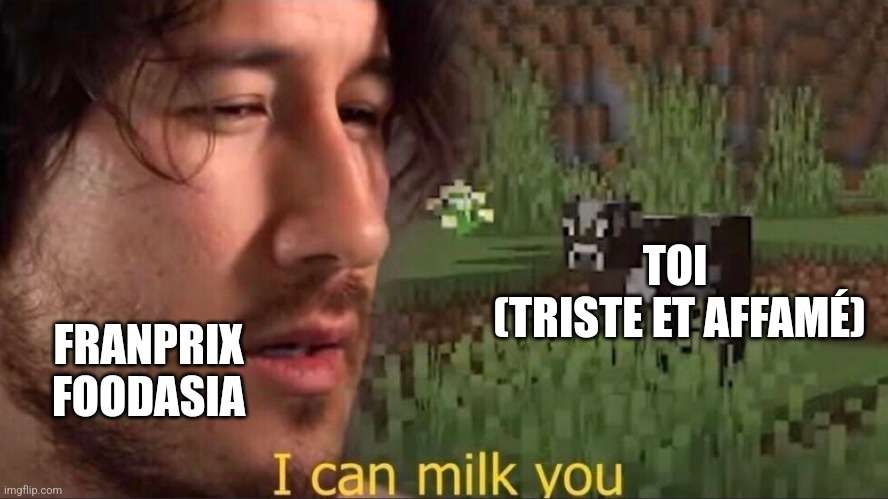 FRANPRIX
FOODASIA
TOI
(TRISTE ET AFFAMÉ)
I can milk you
imgflip.com